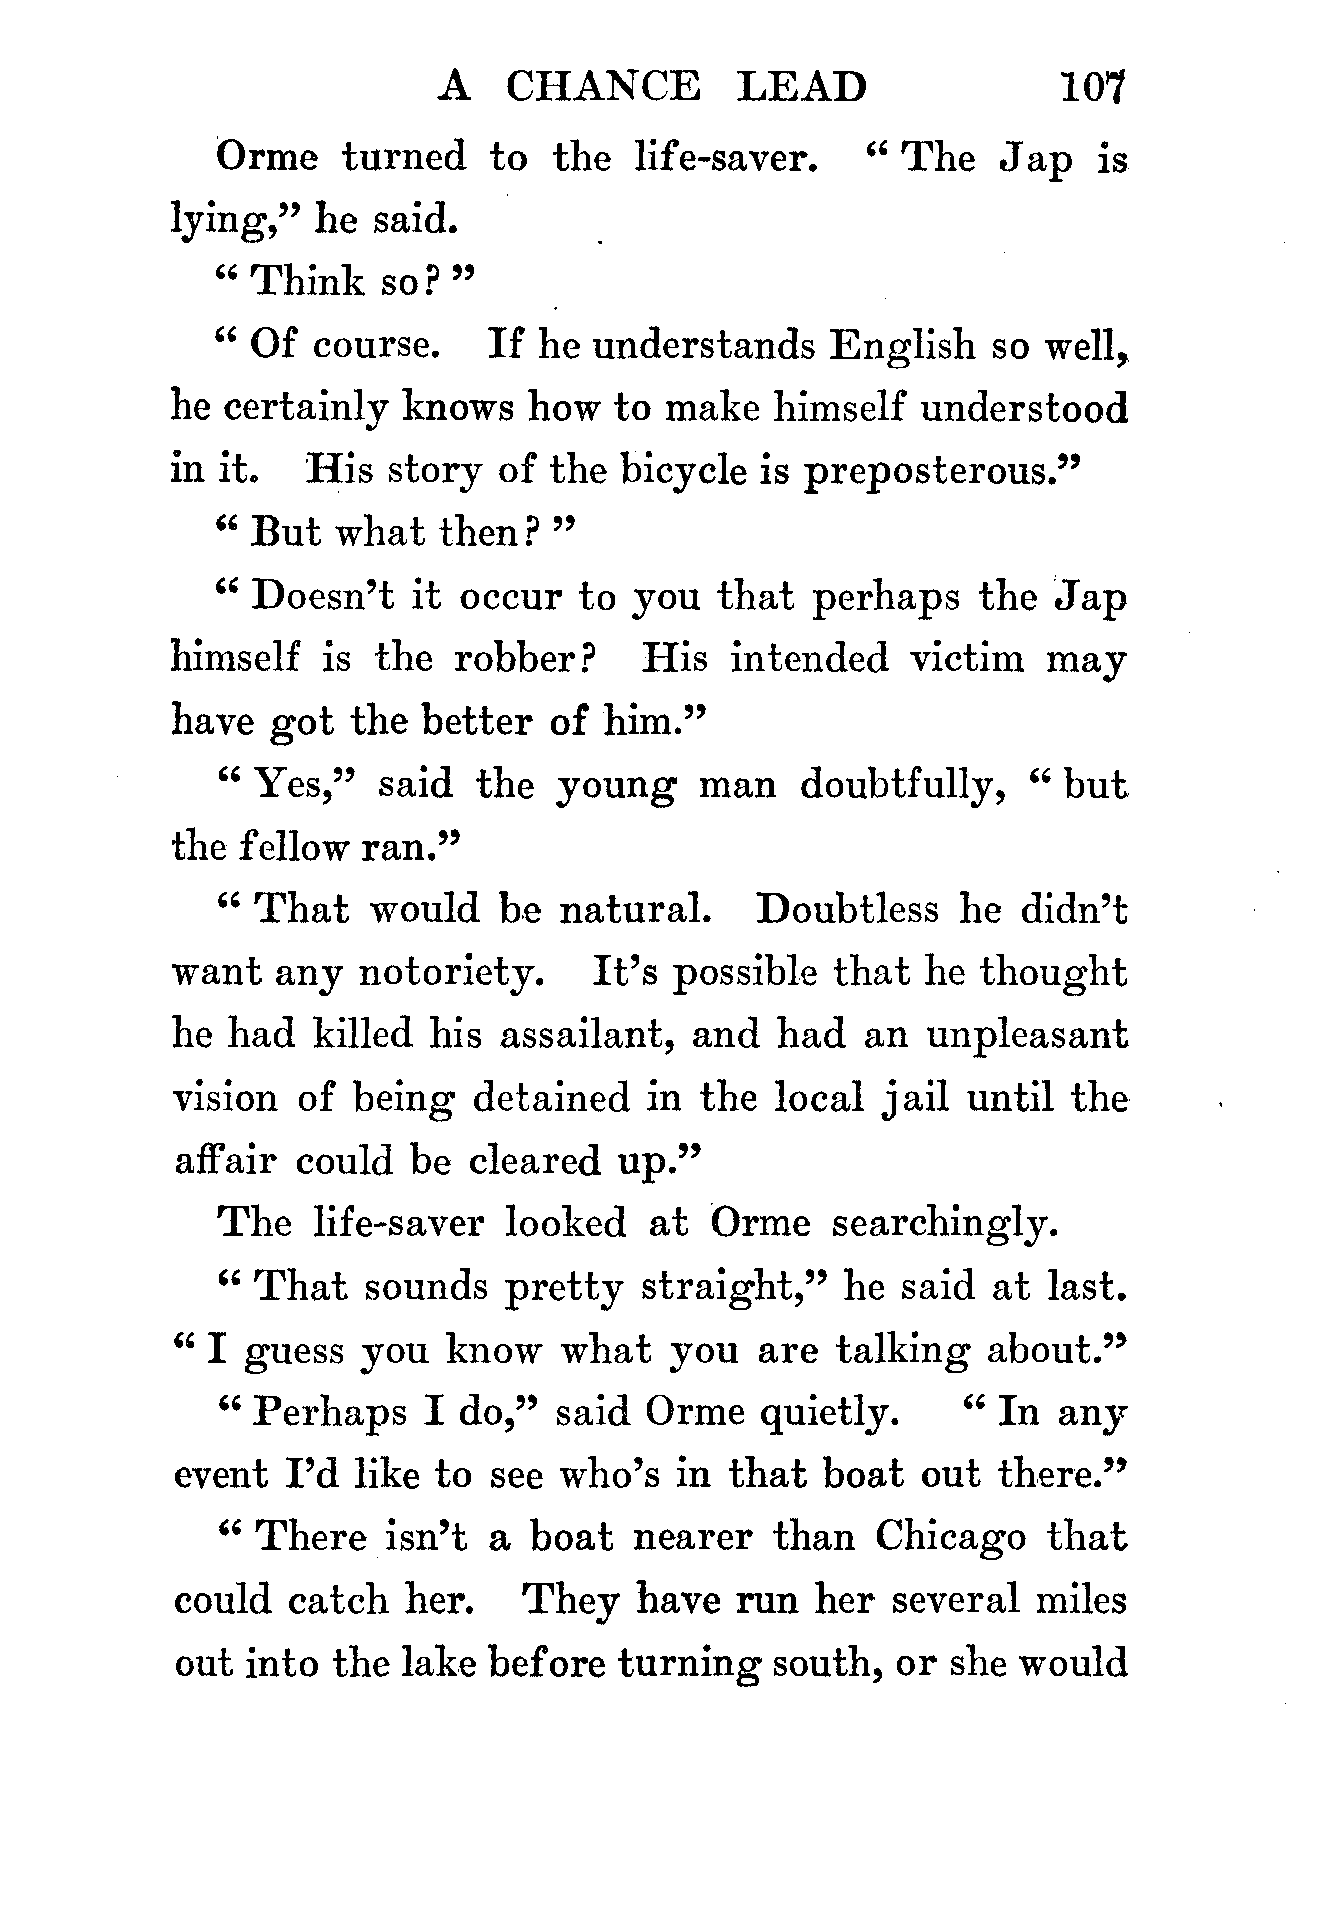 A CHANCE LEAD 107
Orme turned to the life-saver. “ The Jap is
lying,” he said.
“ Think so? ”
“ Of course. If he understands English so well,
he certainly knows how to make himself understood
in it. His story of the bicycle is preposterous.”
“ But what then? ”
“ Doesn’t it occur to you that perhaps the Jap
himself is the robber? His intended victim may
have got the better of him.”
“ Yes,” said the young man doubtfully, “ but
the fellow ran.”
“ That would be natural. Doubtless he didn’t
want any notoriety. It’s possible that he thought
he had killed his assailant, and had an unpleasant
vision of being detained in the local jail until the
affair could be cleared up.”
The life-saver looked at Orme searchingly.
“ That sounds pretty straight,” he said at last.
“ I guess you know what you are talking about.”
“ Perhaps I do,” said Orme quietly. “ In any
event I’d like to see who’s in that boat out there.”
“ There isn’t a boat nearer than Chicago that
could catch her. They have run her several miles
out into the lake before turning south, or she would